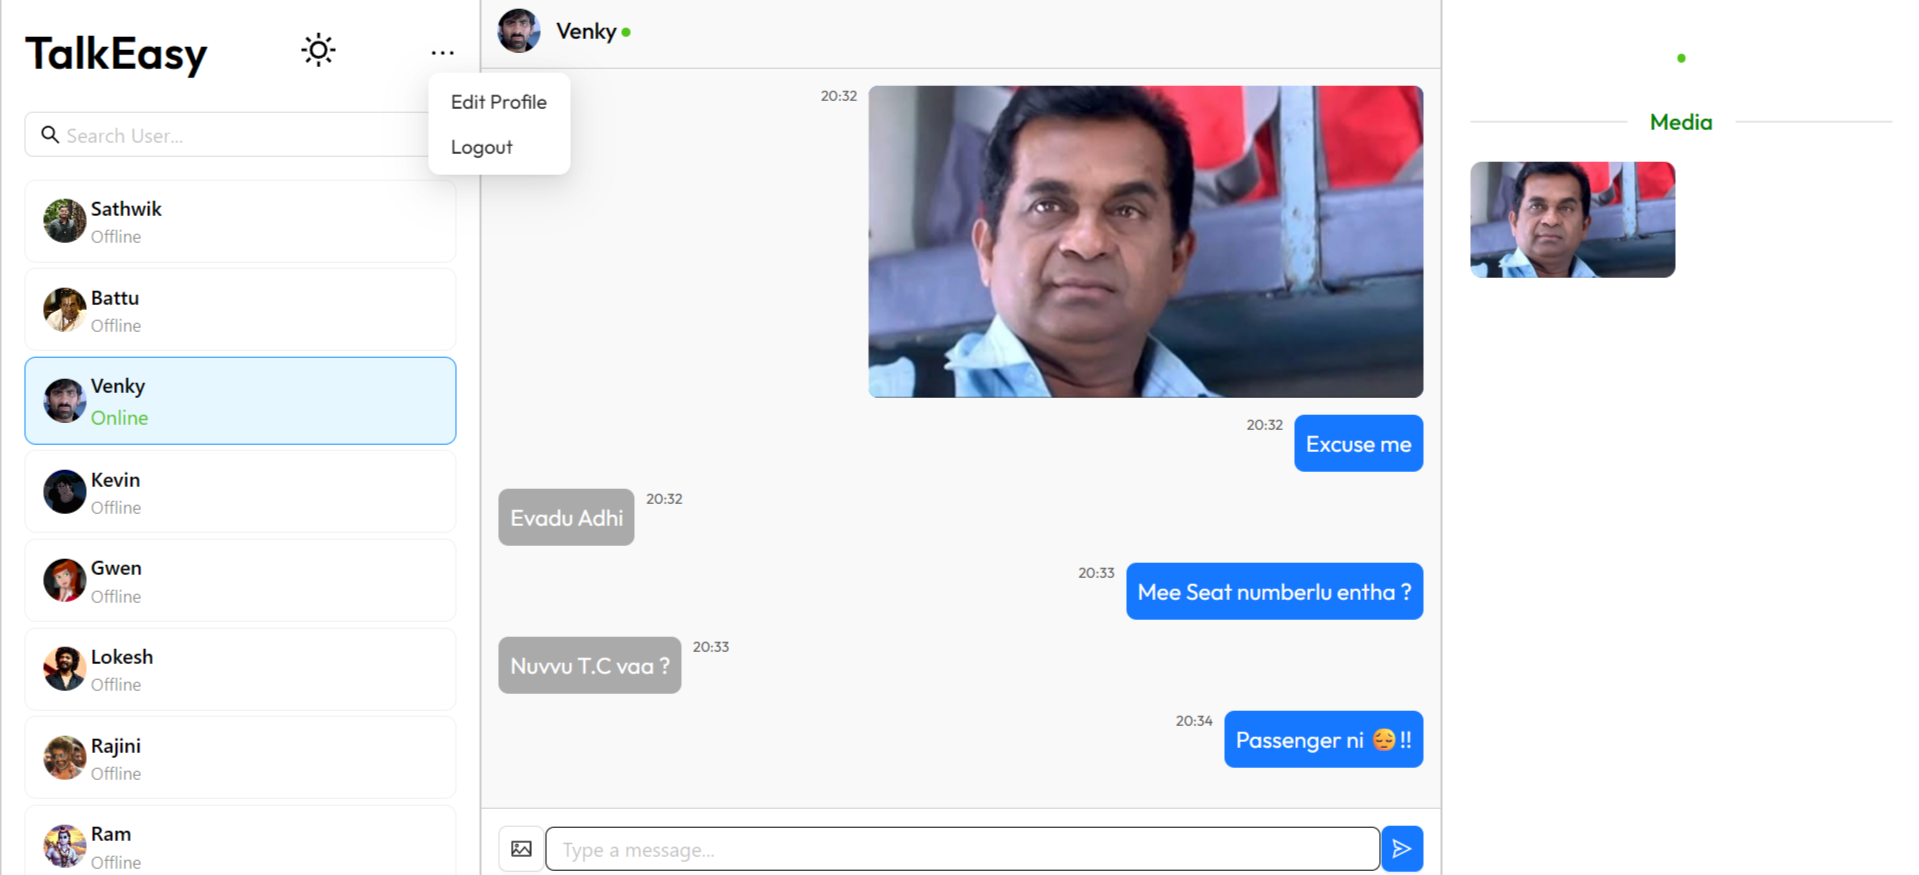 TalkEasy
...
Edit Profile
Logout
Search User...
Sathwik
Offline
Battu
Offline
Venky
Online
Kevin
Offline
Gwen
Offline
Lokesh
Offline
Rajini
Offline
Ram
Offline
Venky
20:32
20:32
Excuse me
Evadu Adhi
20:32
20:33
Mee Seat numberlu entha ?
Nuvvu T.C vaa ?
20:33
20:34
Passenger ni 😔 !!
Type a message...
Media